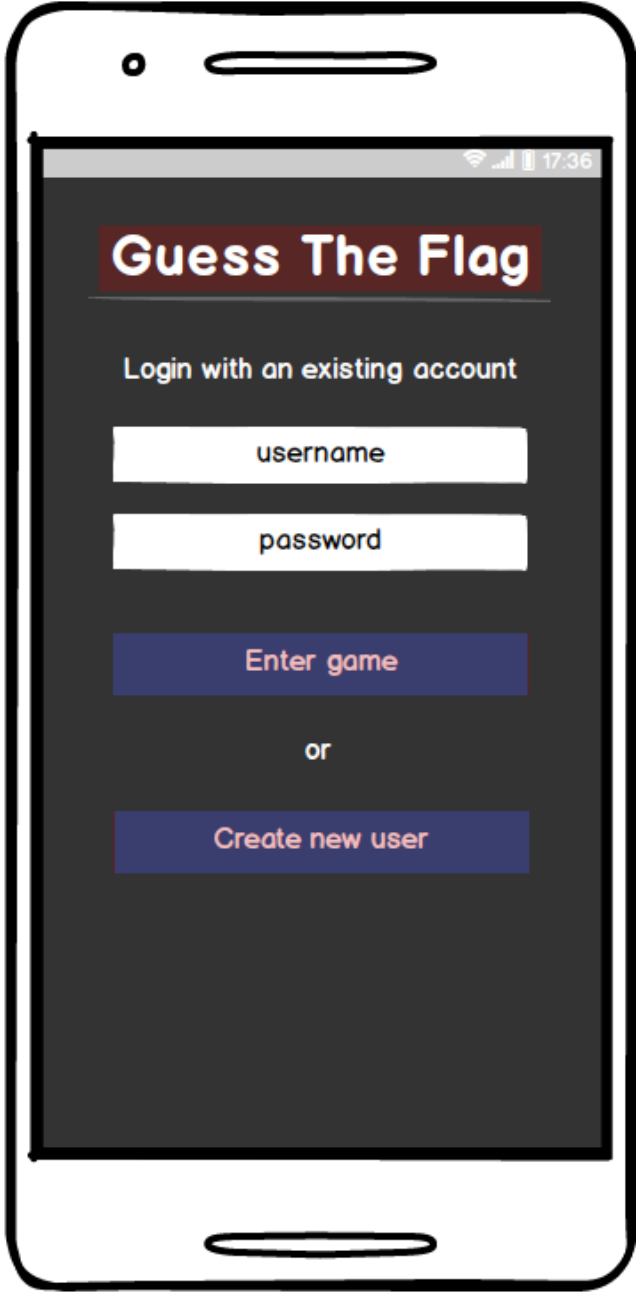 17:36
Guess The Flag
Login with an existing account
username
password
Enter game
or
Create new user